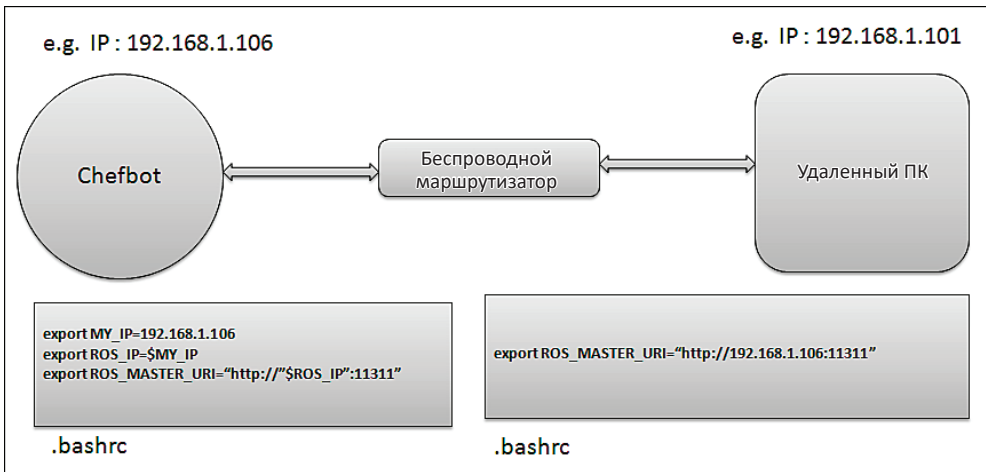 e.g. IP : 192.168.1.106
e.g. IP : 192.168.1.101
Chefbot
Беспроводной
маршрутизатор
Удаленный ПК
export MY_IP=192.168.1.106
export ROS_IP=$MY_IP
export ROS_MASTER_URI=“http://”$ROS_IP”:11311”
.bashrc
export ROS_MASTER_URI=“http://192.168.1.106:11311”
.bashrc